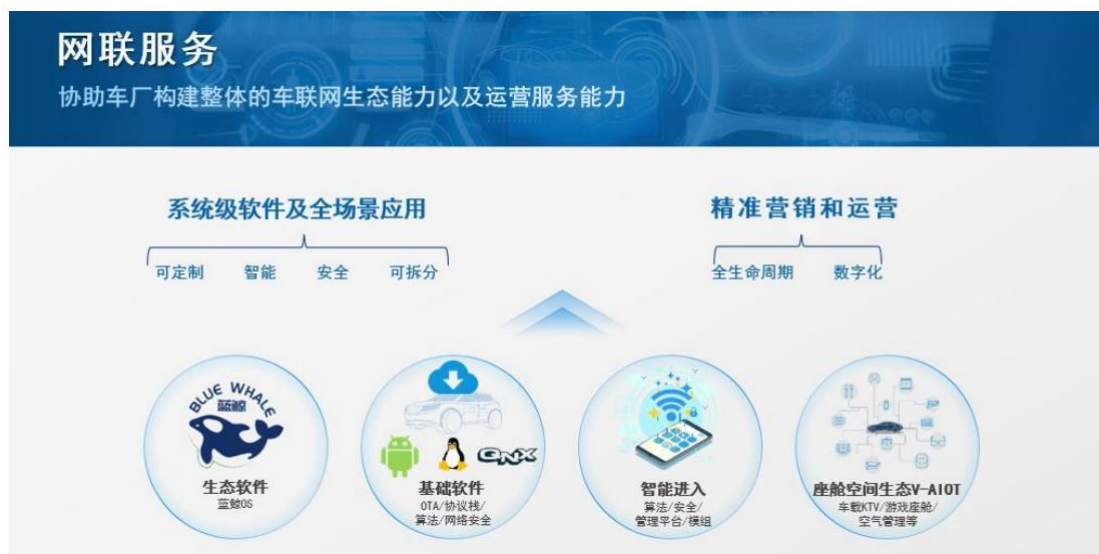 网联服务
协助车厂构建整体的车联网生态能力以及运营服务能力
系统级软件及全场景应用
可定制 智能 安全 可拆分
精准营销和运营
全生命周期 数字化
BLUE WHALE
蓝鲸
生态软件
蓝鲸OS
QNX
基础软件
OTA/协议栈/
算法/网络安全
智能进入
算法/安全/
管理平台/模组
座舱空间生态V-AIOT
车载KTV/游戏座舱/
空气管理等